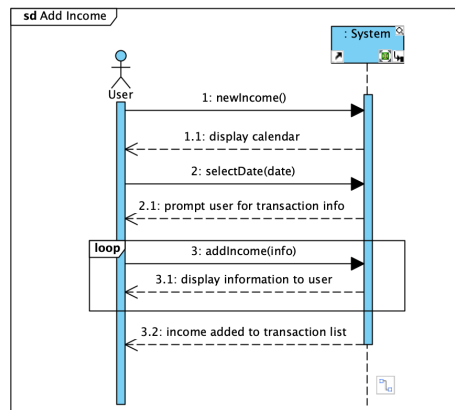 sd Add Income
: System
User
1: newIncome()
1.1: display calendar
2: selectDate(date)
2.1: prompt user for transaction info
loop
3: addIncome(info)
3.1: display information to user
3.2: income added to transaction list